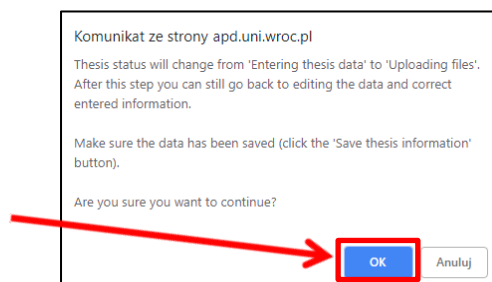 Komunikat ze strony apd.uni.wroc.pl
Thesis status will change from 'Entering thesis data' to 'Uploading files'.
After this step you can still go back to editing the data and correct
entered information.
Make sure the data has been saved (click the 'Save thesis information'
button).
Are you sure you want to continue?
OK Anuluj